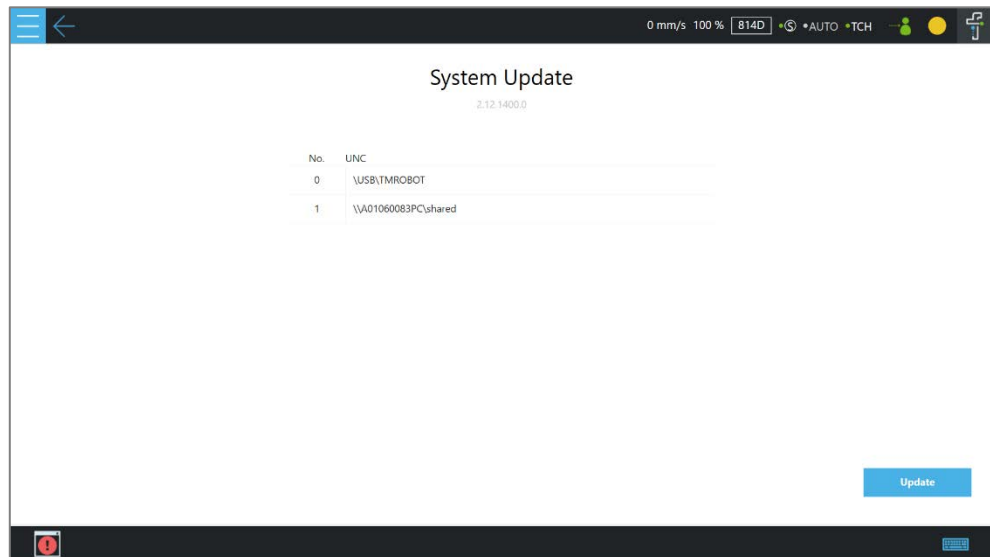 0 mm/s 100 % 814D •Ⓢ •AUTO •TCH
System Update
2.12.1400.0
No. UNC
0 \USB\TMROBOT
1 \\A01060083PC\shared
Update